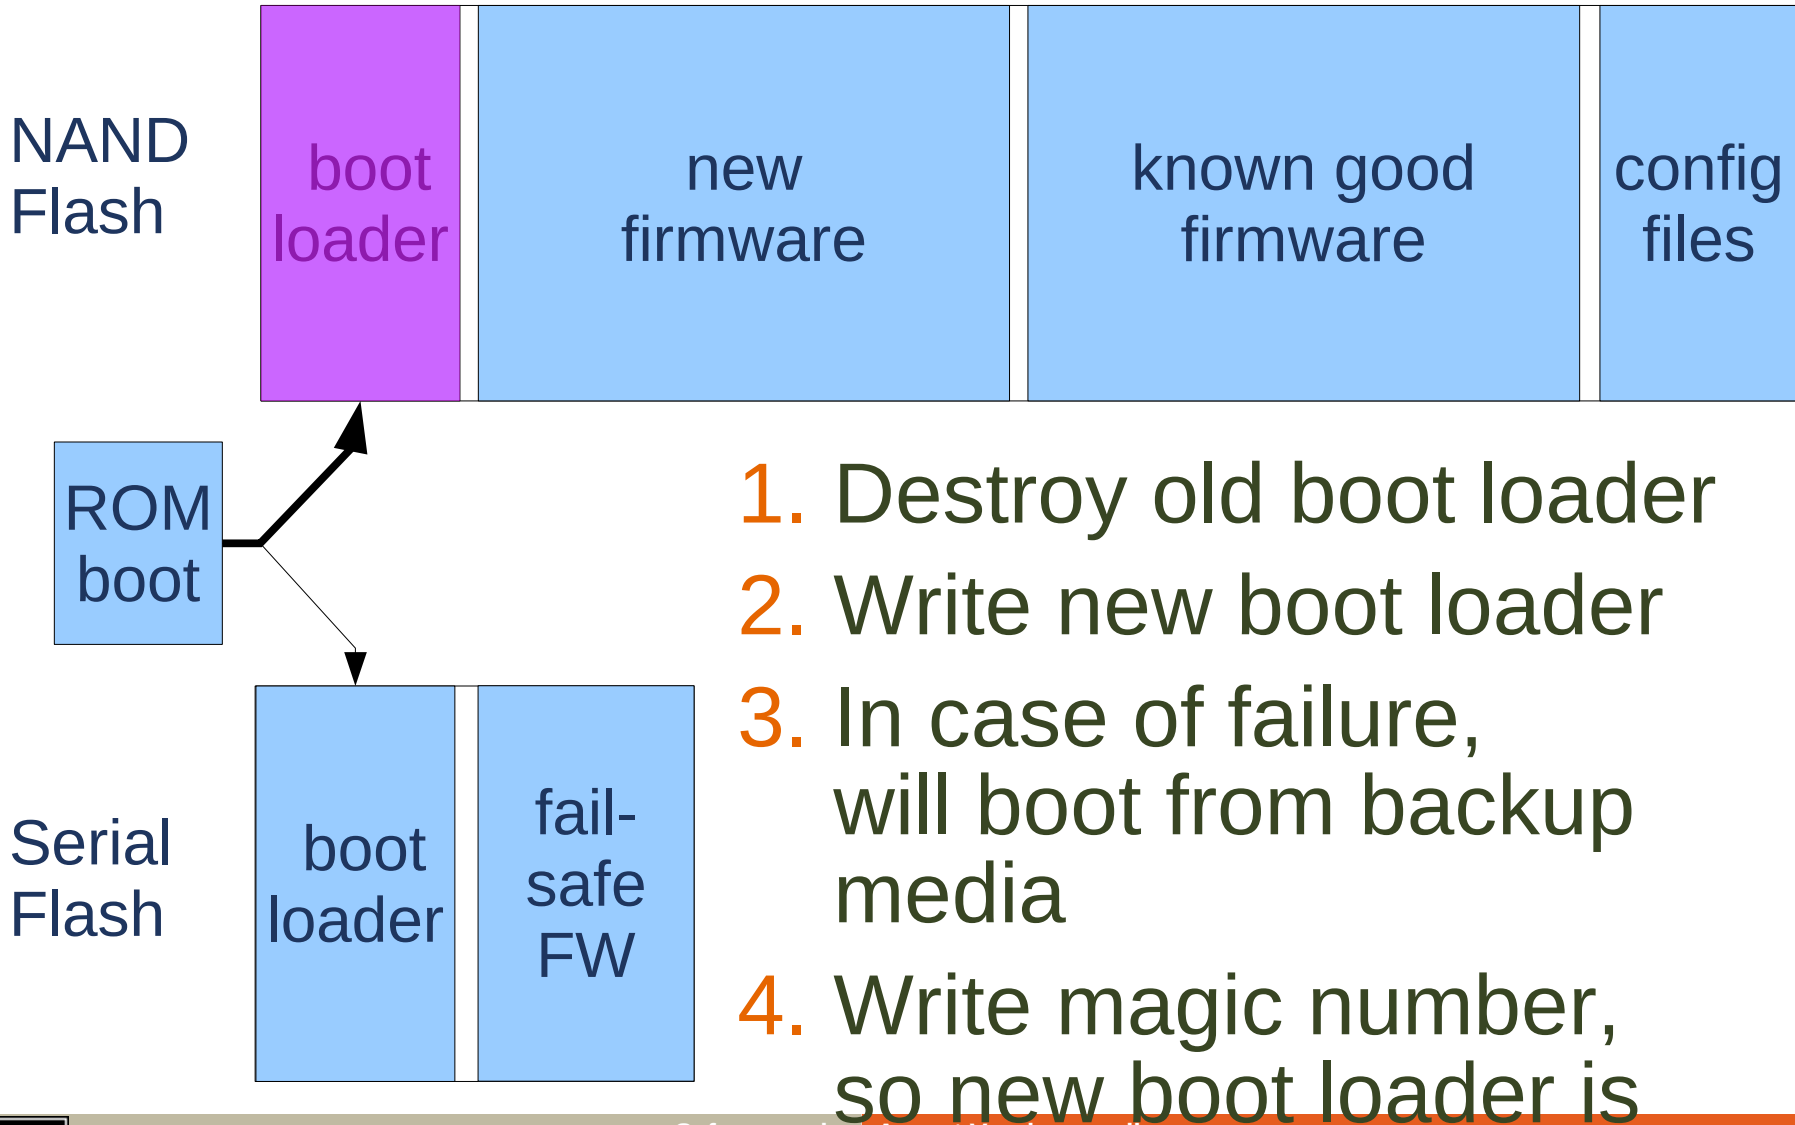 NAND
Flash
boot
loader
new
firmware
known good
firmware
config
files
ROM
boot
1. Destroy old boot loader
2. Write new boot loader
3. In case of failure,
will boot from backup
media
4. Write magic number,
so new boot loader is
Serial
Flash
boot
loader
fail-
safe
FW